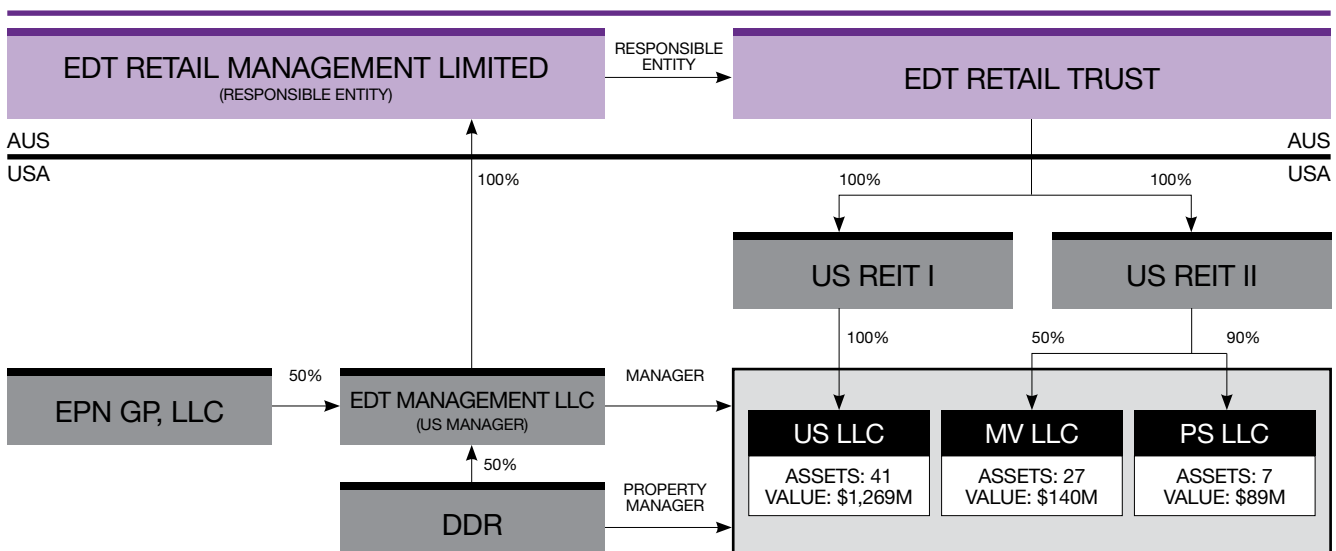 EDT RETAIL MANAGEMENT LIMITED
(RESPONSIBLE ENTITY)
RESPONSIBLE
ENTITY
EDT RETAIL TRUST
AUS
AUS
USA
USA
100%
100%
100%
US REIT I
US REIT II
100%
50%
90%
EPN GP, LLC
50%
EDT MANAGEMENT LLC
(US MANAGER)
MANAGER
US LLC
ASSETS: 41
VALUE: $1,269M
MV LLC
ASSETS: 27
VALUE: $140M
PS LLC
ASSETS: 7
VALUE: $89M
50%
DDR
PROPERTY
MANAGER